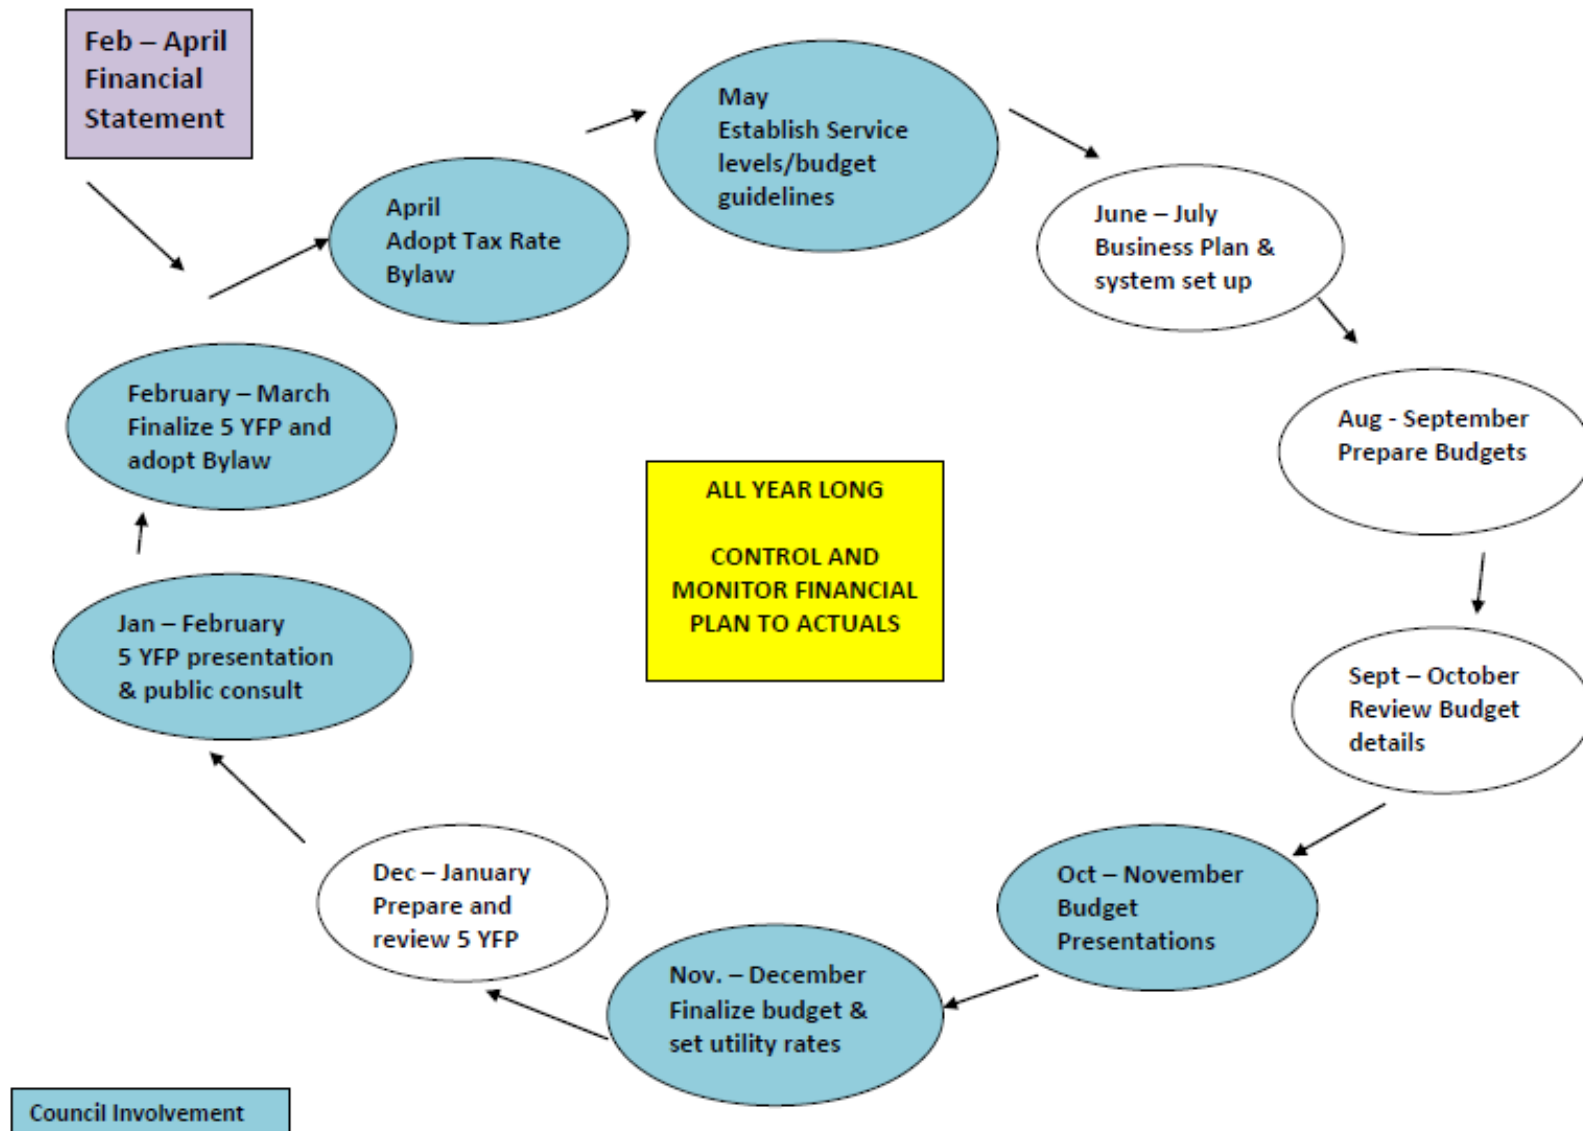 Feb – April
Financial
Statement
May
Establish Service
levels/budget
guidelines
April
Adopt Tax Rate
Bylaw
June – July
Business Plan &
system set up
February – March
Finalize 5 YFP and
adopt Bylaw
Aug - September
Prepare Budgets
ALL YEAR LONG
CONTROL AND
MONITOR FINANCIAL
PLAN TO ACTUALS
Jan – February
5 YFP presentation
& public consult
Sept – October
Review Budget
details
Dec – January
Prepare and
review 5 YFP
Oct – November
Budget
Presentations
Nov. – December
Finalize budget &
set utility rates
Council Involvement